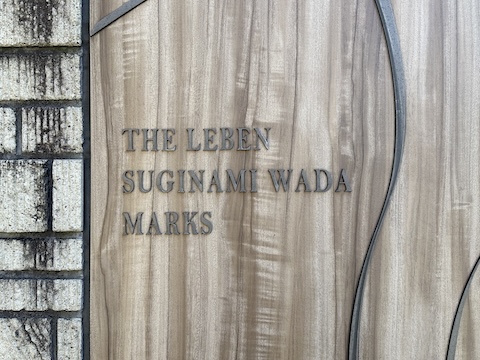 THE LEBEN
SUGINAMI WADA
MARKS